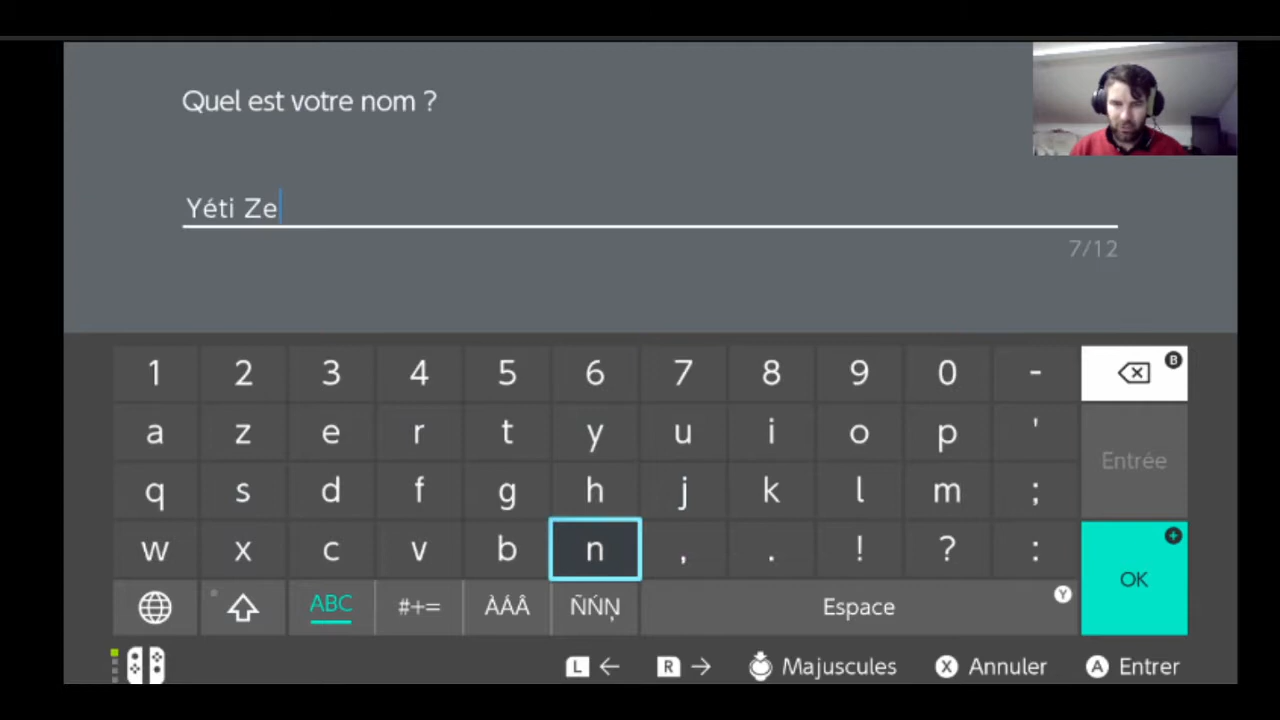 Quel est votre nom ?
Yéti Ze
7/12
1 2 3 4 5 6 7 8 9 0 - B
a z e r t y u i o p '
Entrée
q s d f g h j k l m ;
w x c v b n , . ! ? : + OK
ABC #+= ÀÁÂ ÑŃŅ Espace Y
L ← R → Majuscules X Annuler A Entrer